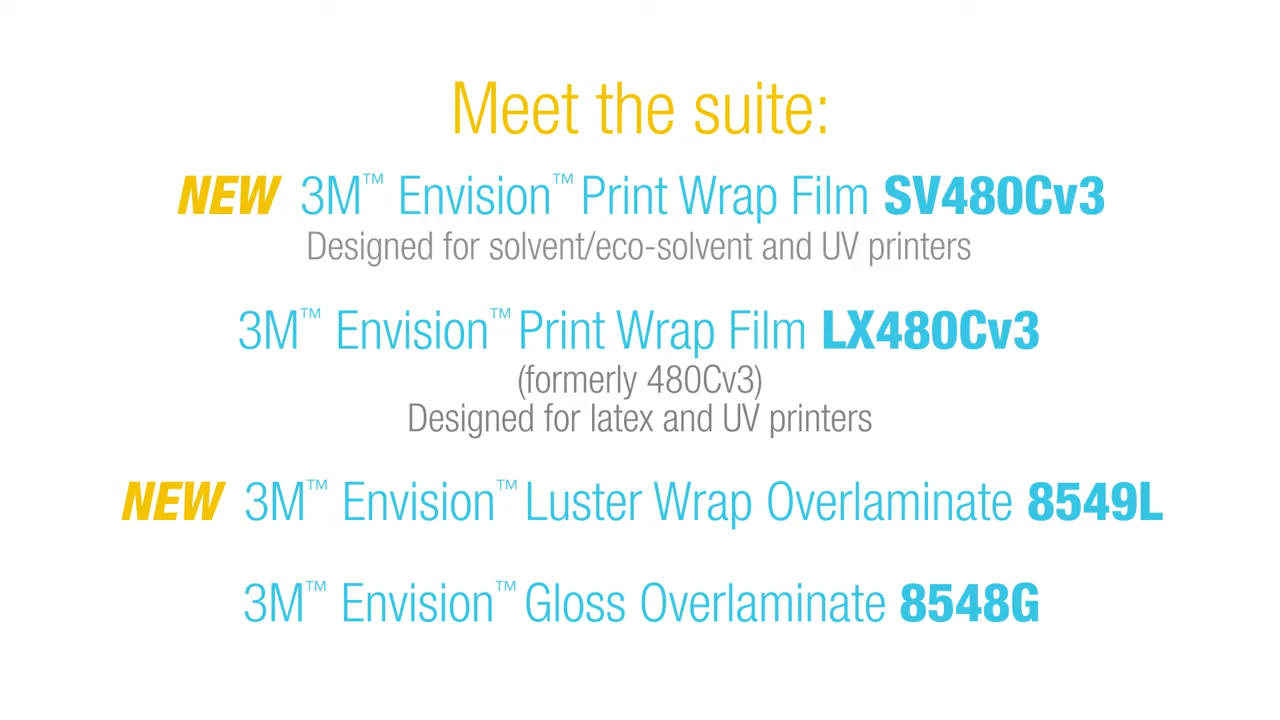 Meet the suite:
NEW 3M™ Envision™ Print Wrap Film SV480Cv3
Designed for solvent/eco-solvent and UV printers
3M™ Envision™ Print Wrap Film LX480Cv3
(formerly 480Cv3)
Designed for latex and UV printers
NEW 3M™ Envision™ Luster Wrap Overlaminate 8549L
3M™ Envision™ Gloss Overlaminate 8548G